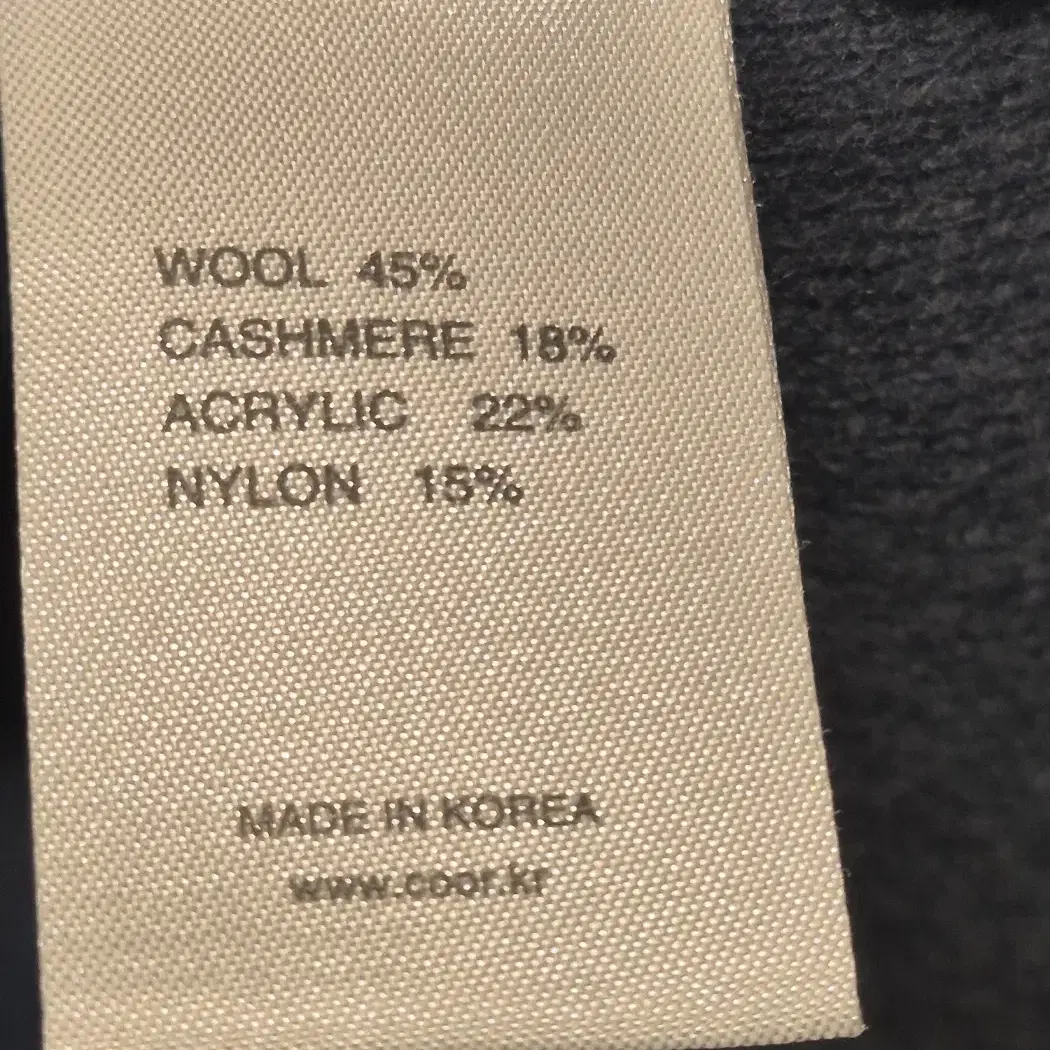 WOOL 45%
CASHMERE 18%
ACRYLIC 22%
NYLON 15%
MADE IN KOREA
www.coor.kr